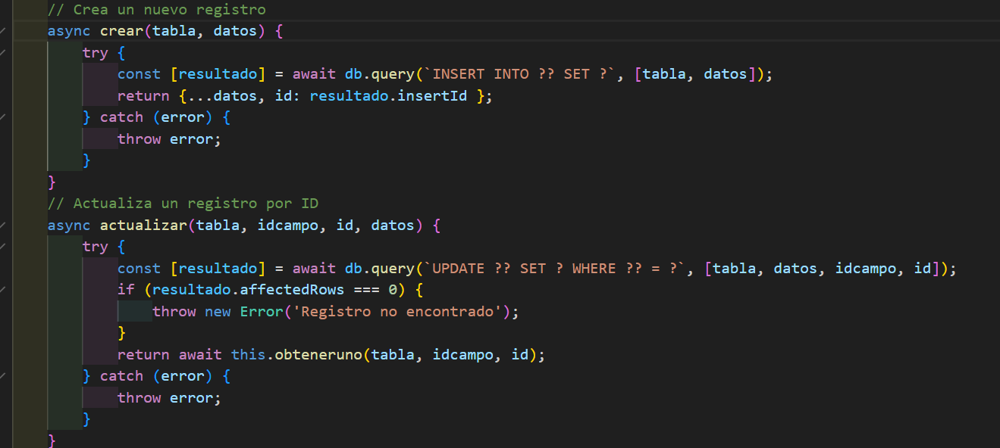 // Crea un nuevo registro
async crear(tabla, datos) {
try {
const [resultado] = await db.query(`INSERT INTO ?? SET ?`, [tabla, datos]);
return {...datos, id: resultado.insertId };
} catch (error) {
throw error;
}
}
// Actualiza un registro por ID
async actualizar(tabla, idcampo, id, datos) {
try {
const [resultado] = await db.query(`UPDATE ?? SET ? WHERE ?? = ?`, [tabla, datos, idcampo, id]);
if (resultado.affectedRows === 0) {
throw new Error('Registro no encontrado');
}
return await this.obteneruno(tabla, idcampo, id);
} catch (error) {
throw error;
}
}